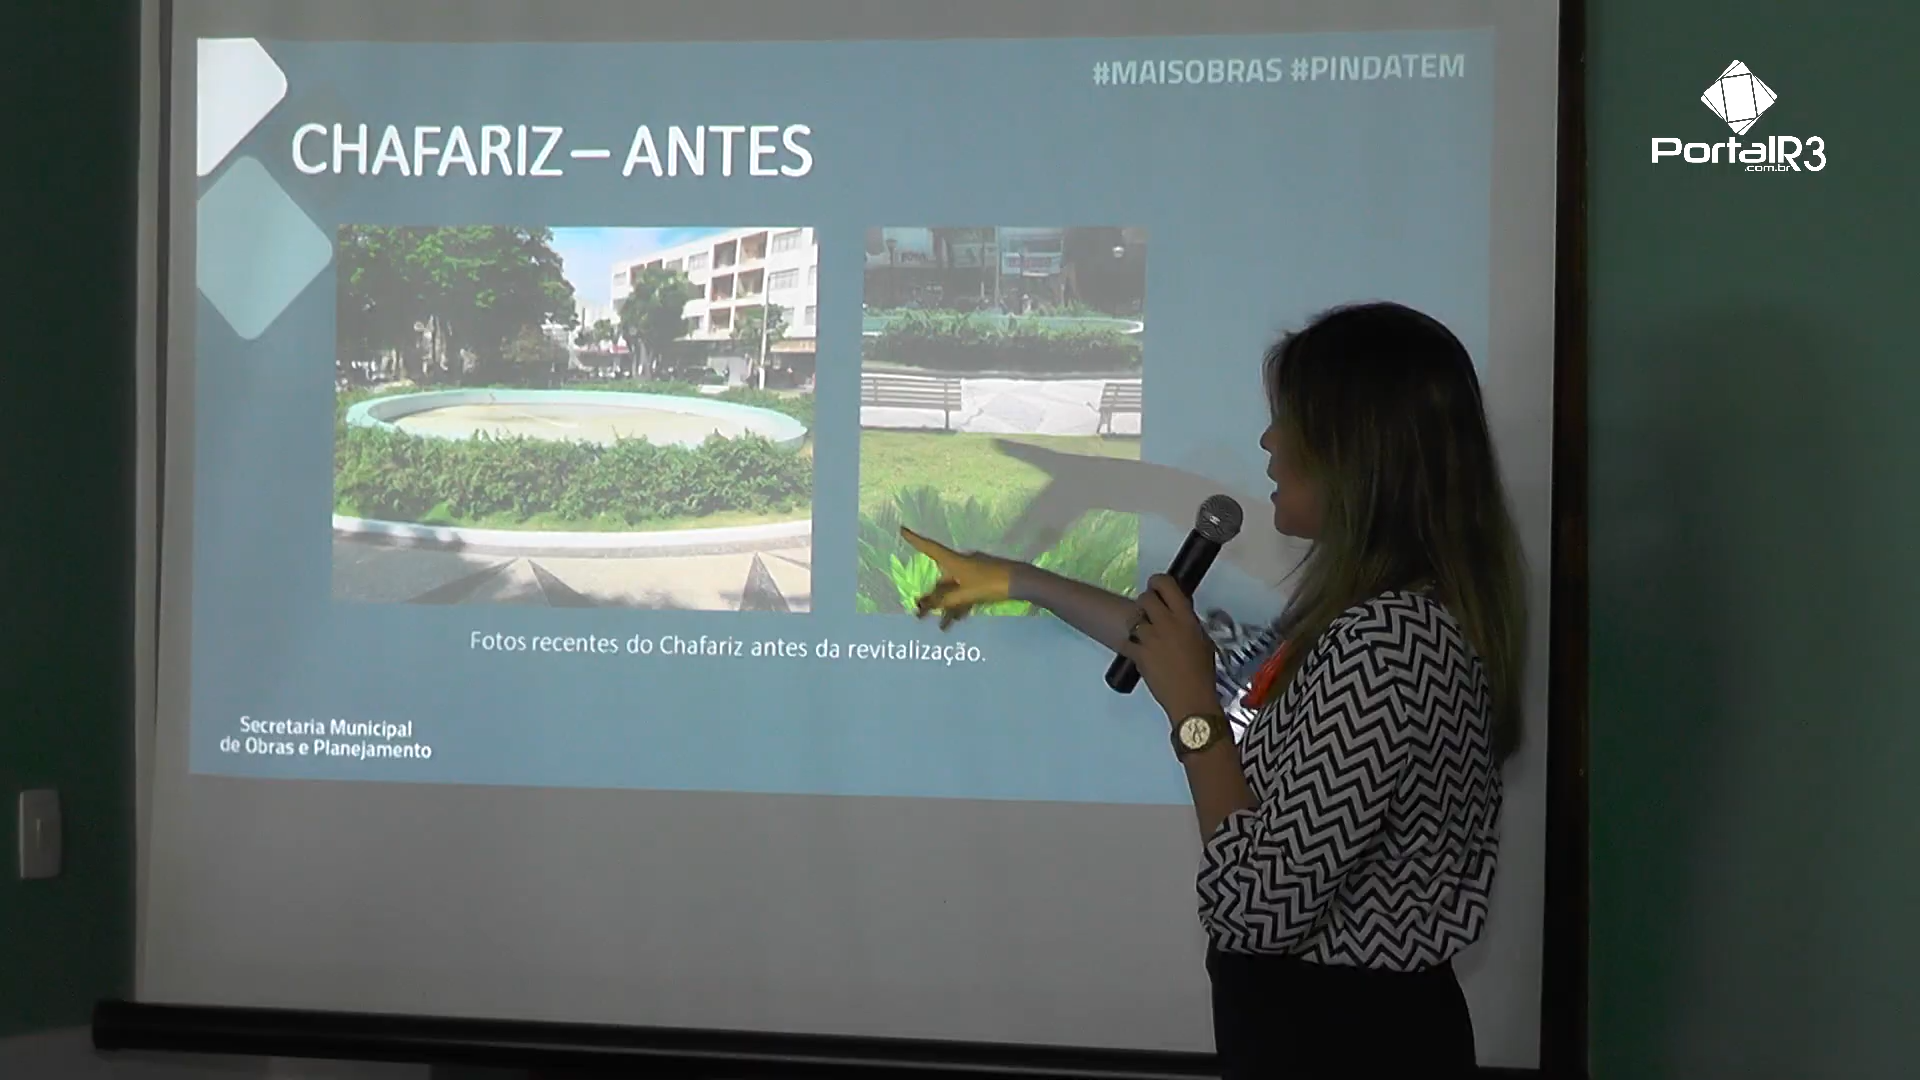 #MAISOBRAS #PINDATEM
PortalR3
.com.br
CHAFARIZ – ANTES
Fotos recentes do Chafariz antes da revitalização.
Secretaria Municipal
de Obras e Planejamento